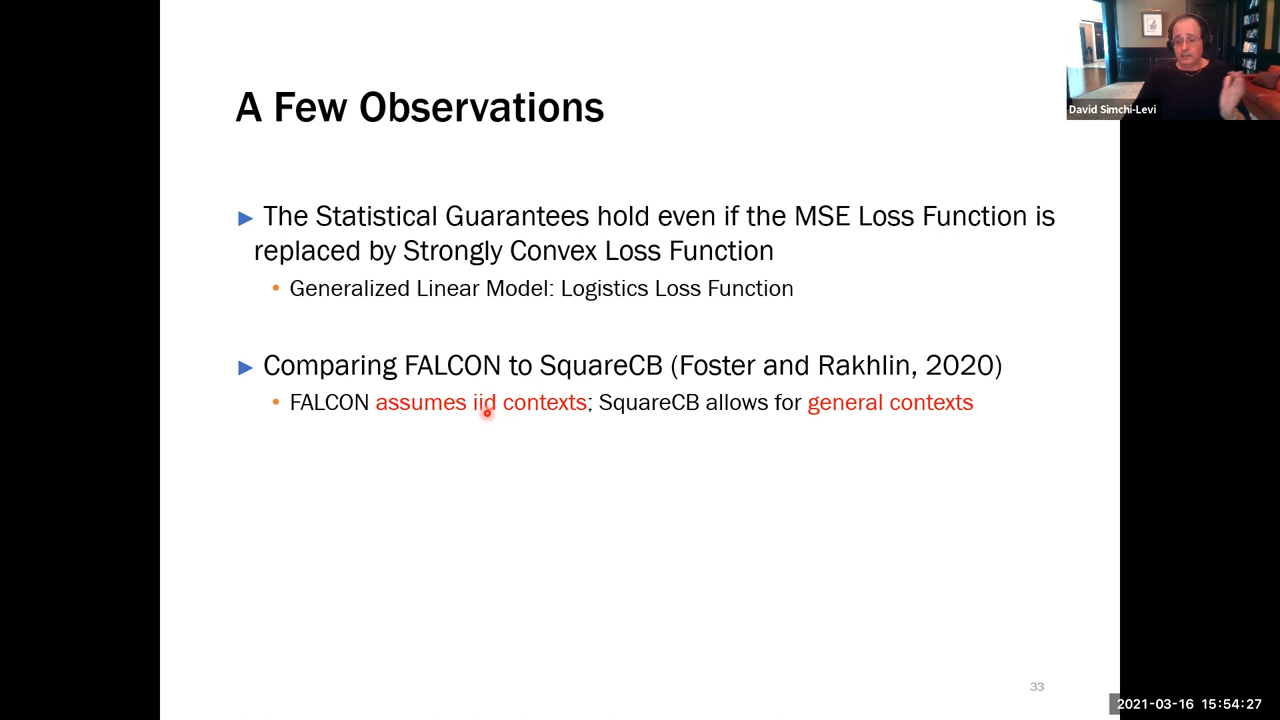 David Simchi-Levi
A Few Observations
► The Statistical Guarantees hold even if the MSE Loss Function is
replaced by Strongly Convex Loss Function
• Generalized Linear Model: Logistics Loss Function
► Comparing FALCON to SquareCB (Foster and Rakhlin, 2020)
• FALCON assumes iid contexts; SquareCB allows for general contexts
33
2021-03-16 15:54:27